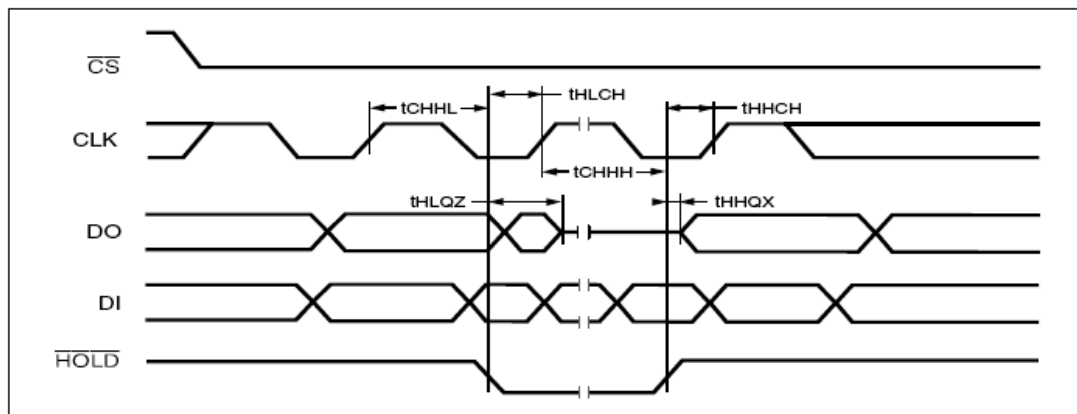 CS
tHLCH
tCHHL
tHHCH
CLK
tCHHH
tHLQZ
tHHQX
DO
DI
HOLD